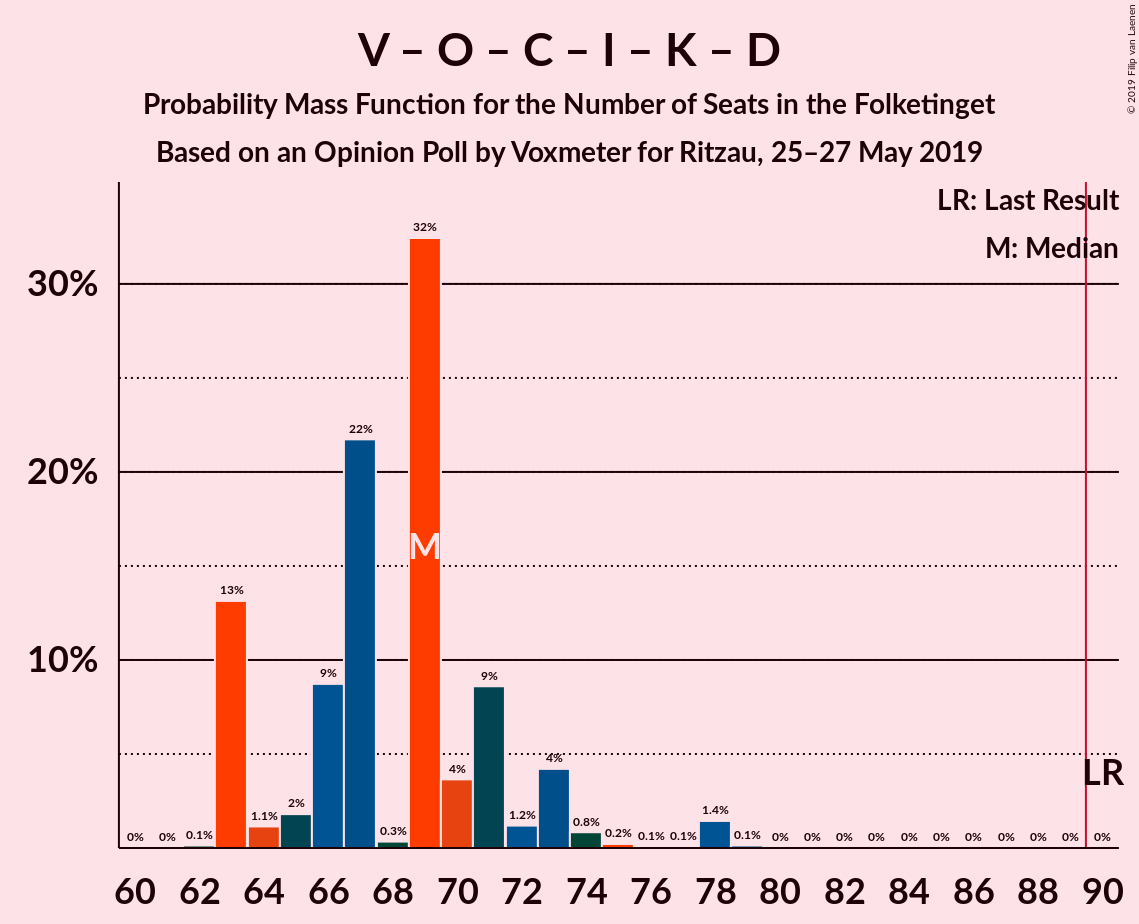 V – O – C – I – K – D
Probability Mass Function for the Number of Seats in the Folketinget
Based on an Opinion Poll by Voxmeter for Ritzau, 25–27 May 2019
© 2019 Filip van Laenen
LR: Last Result
M: Median
30%
20%
10%
0% 0% 0.1% 13% 1.1% 2% 9% 22% 0.3% 32% 4% 9% 1.2% 4% 0.8% 0.2% 0.1% 0.1% 1.4% 0.1% 0% 0% 0% 0% 0% 0% 0% 0% 0% 0% 0%
M
LR
60 62 64 66 68 70 72 74 76 78 80 82 84 86 88 90